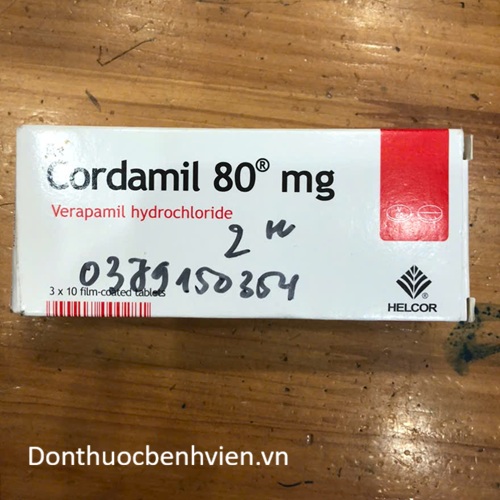 Cordamil 80® mg
Verapamil hydrochloride
2 H
0379150364
3 x 10 film-coated tablets
HELCOR
Donthuocbenhvien.vn